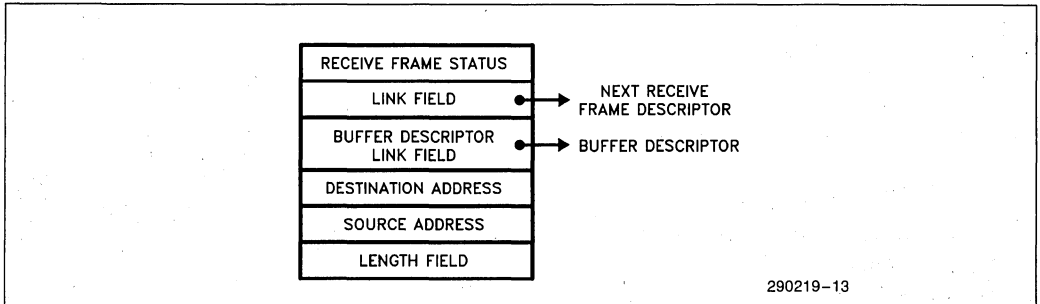 RECEIVE FRAME STATUS
LINK FIELD
NEXT RECEIVE
FRAME DESCRIPTOR
BUFFER DESCRIPTOR
LINK FIELD
BUFFER DESCRIPTOR
DESTINATION ADDRESS
SOURCE ADDRESS
LENGTH FIELD
290219–13